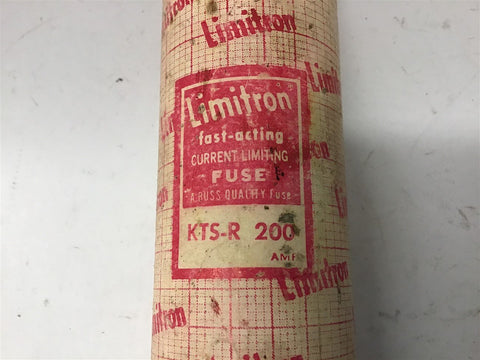 Limitron
Limitron
fast-acting
CURRENT LIMITING
FUSE
A BUSS QUALITY Fuse
KTS-R 200
AMP
Limitron
Limitron